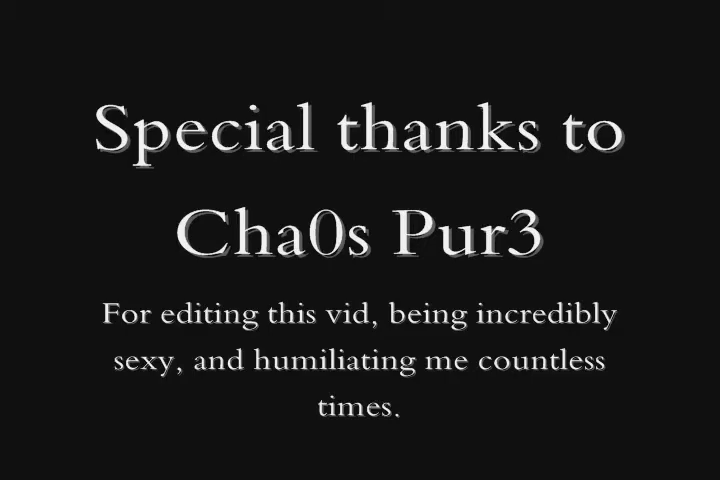 Special thanks to
Cha0s Pur3
For editing this vid, being incredibly
sexy, and humiliating me countless
times.